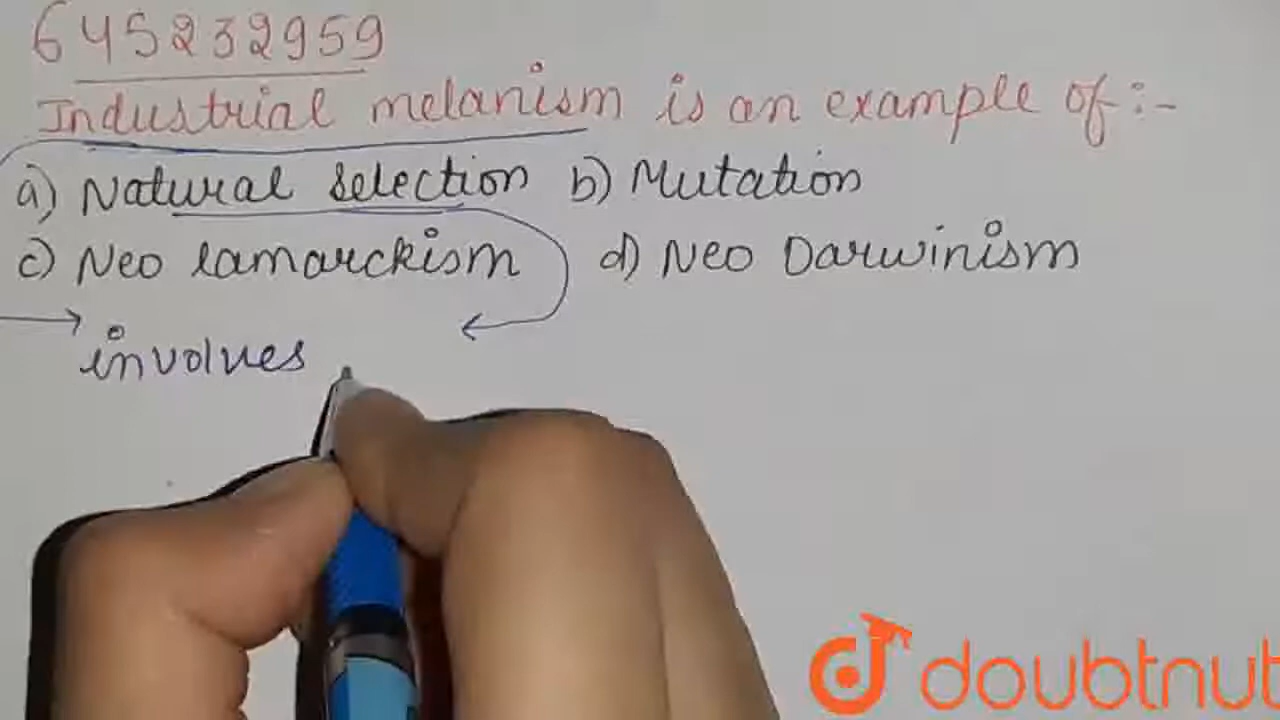 645232959
Industrial melanism is an example of:-
a) Natural selection b) Mutation
c) Neo lamarckism d) Neo Darwinism
involves
doubtnut